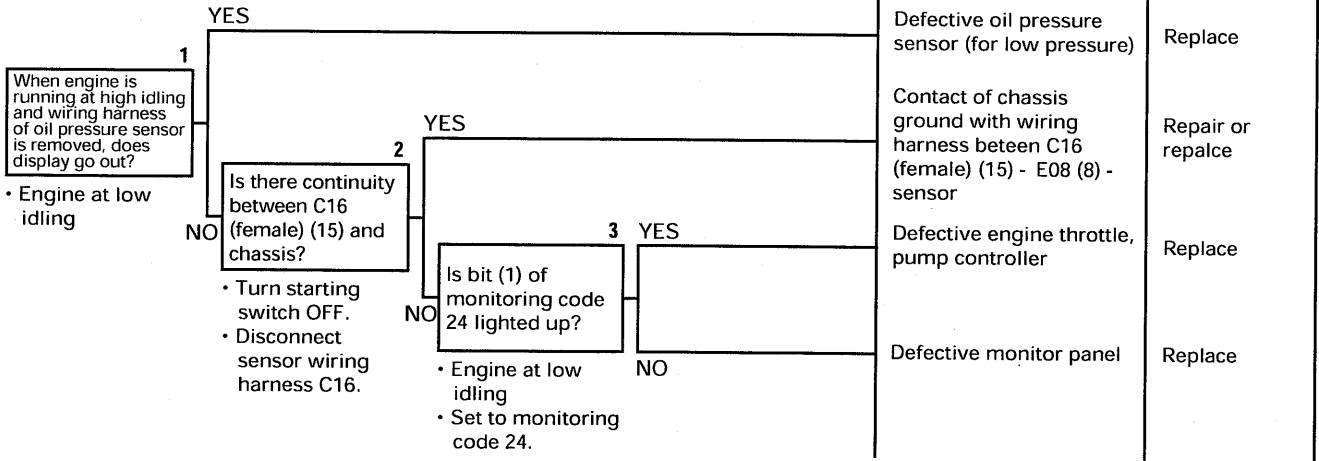 YES
1
When engine is
running at high idling
and wiring harness
of oil pressure sensor
is removed, does
display go out?
• Engine at low
idling
NO
2
Is there continuity
between C16
(female) (15) and
chassis?
• Turn starting
switch OFF.
• Disconnect
sensor wiring
harness C16.
YES
NO
3
Is bit (1) of
monitoring code
24 lighted up?
• Engine at low
idling
• Set to monitoring
code 24.
YES
NO
Defective oil pressure
sensor (for low pressure)
Replace
Contact of chassis
ground with wiring
harness beteen C16
(female) (15) - E08 (8) -
sensor
Repair or
repalce
Defective engine throttle,
pump controller
Replace
Defective monitor panel
Replace